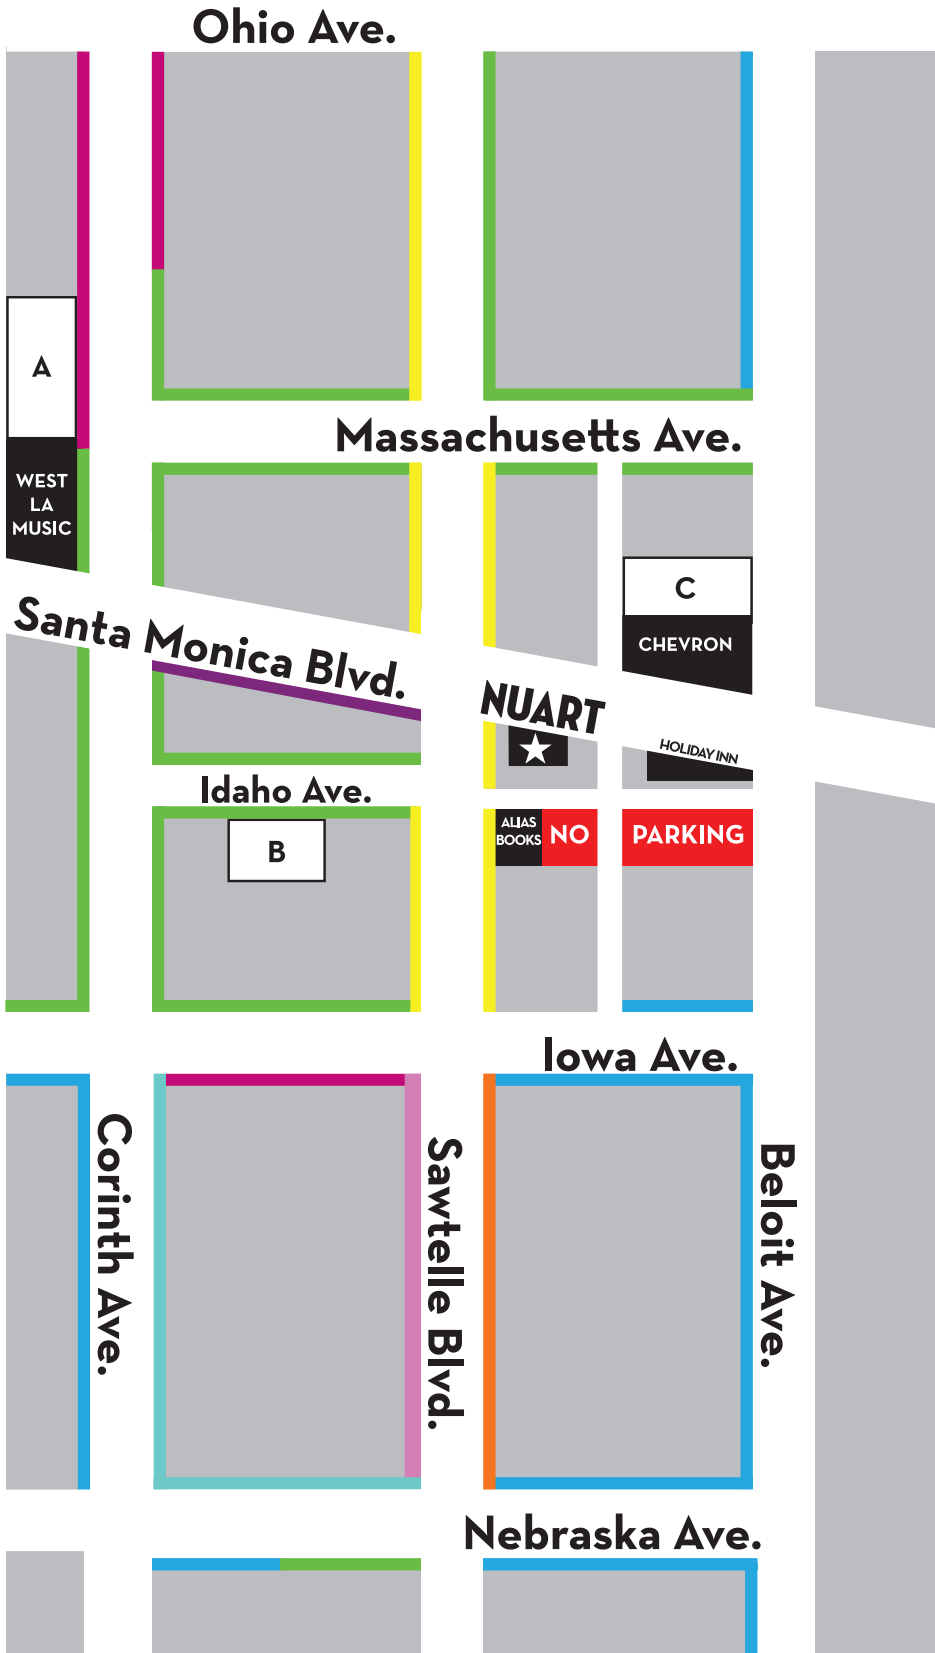 Ohio Ave.
A
Massachusetts Ave.
WEST
LA
MUSIC
C
Santa Monica Blvd.
CHEVRON
NUART
HOLIDAY INN
Idaho Ave.
ALIAS
BOOKS
NO
PARKING
B
Iowa Ave.
Corinth Ave.
Sawtelle Blvd.
Beloit Ave.
Nebraska Ave.